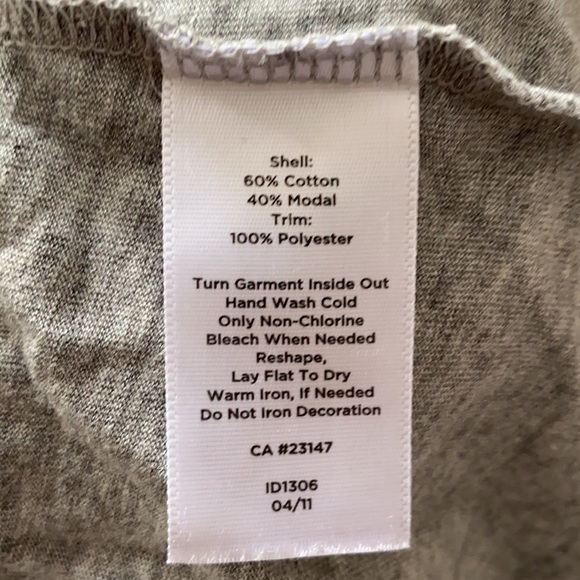 Shell:
60% Cotton
40% Modal
Trim:
100% Polyester
Turn Garment Inside Out
Hand Wash Cold
Only Non-Chlorine
Bleach When Needed
Reshape,
Lay Flat To Dry
Warm Iron, If Needed
Do Not Iron Decoration
CA #23147
ID1306
04/11